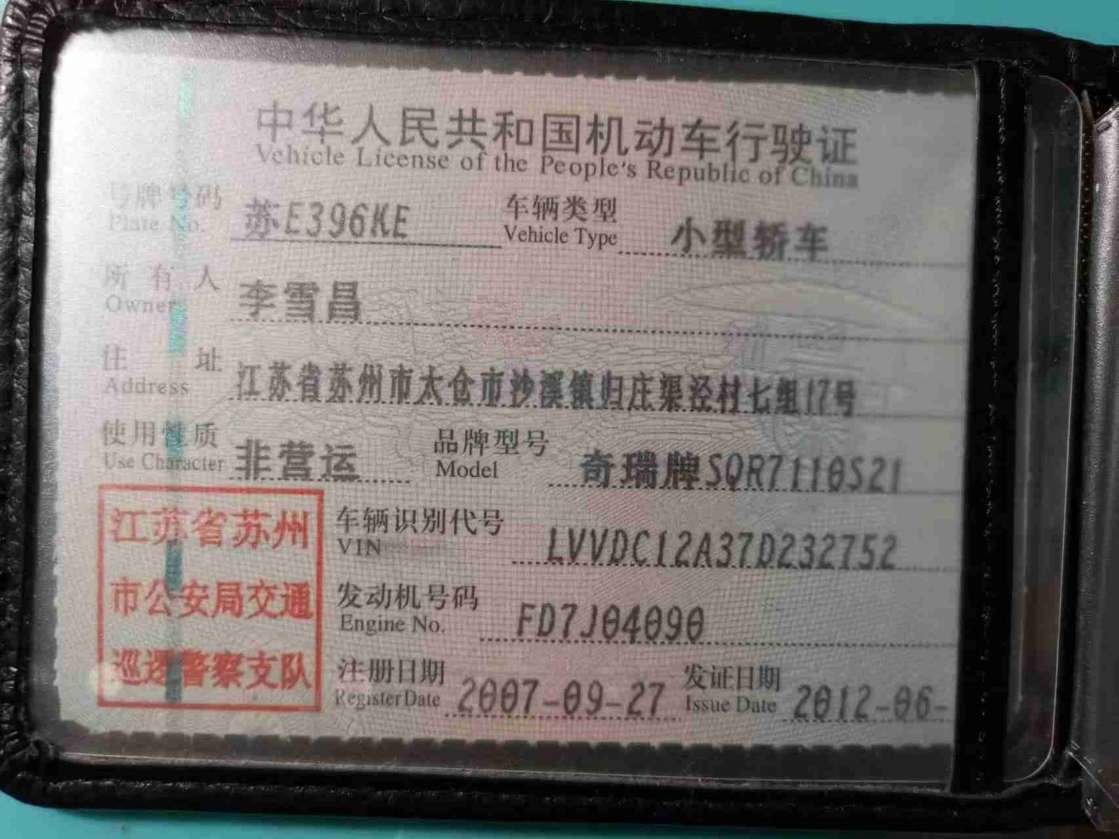 中华人民共和国机动车行驶证
Vehicle License of the People's Republic of China
号牌号码 苏E396KE 车辆类型 小型轿车
Plate No. Vehicle Type
所有人 李雪昌
Owner
住址 江苏省苏州市太仓市沙溪镇归庄渠泾村七组17号
Address
使用性质 非营运 品牌型号 奇瑞牌SQR7110S21
Use Character Model
江苏省苏州
市公安局交通
巡逻警察支队
车辆识别代号 LVVDC12A37D232752
VIN
发动机号码 FD7J04090
Engine No.
注册日期 2007-09-27 发证日期 2012-06-
Register Date Issue Date